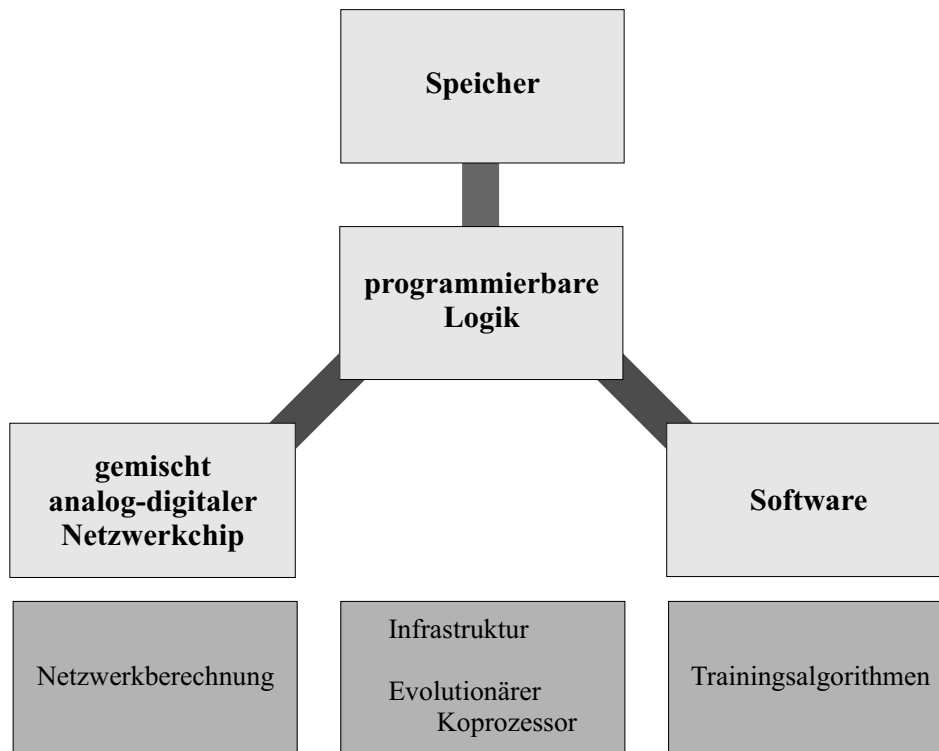 Speicher
programmierbare
Logik
gemischt
analog-digitaler
Netzwerkchip
Software
Netzwerkberechnung
Infrastruktur
Evolutionärer
Koprozessor
Trainingsalgorithmen